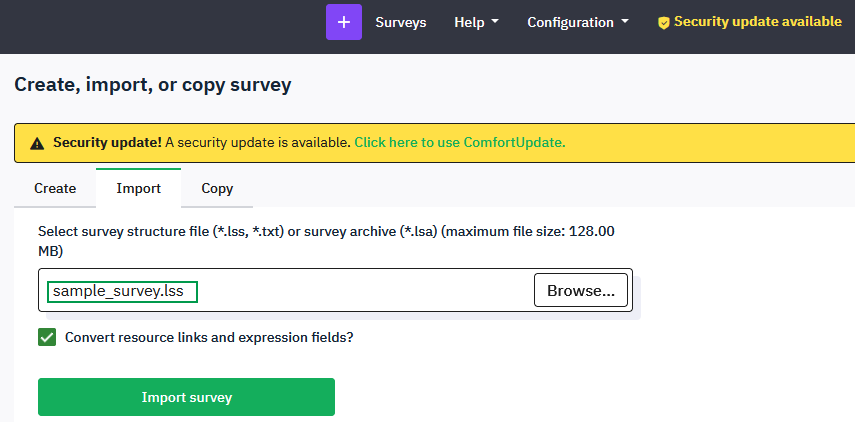 + Surveys Help Configuration Security update available
Create, import, or copy survey
Security update! A security update is available. Click here to use ComfortUpdate.
Create Import Copy
Select survey structure file (*.lss, *.txt) or survey archive (*.lsa) (maximum file size: 128.00
MB)
sample_survey.lss Browse...
Convert resource links and expression fields?
Import survey